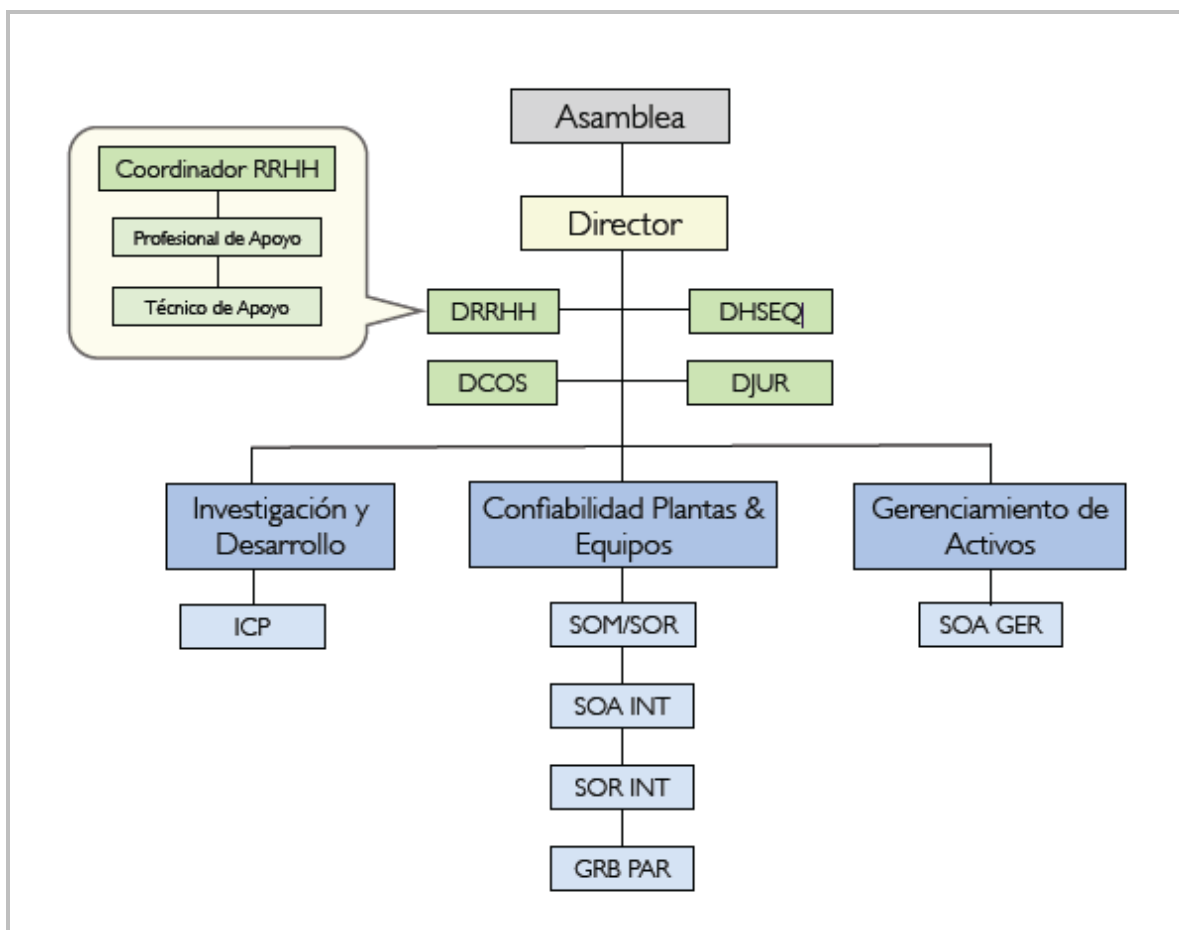 Asamblea
Coordinador RRHH
Profesional de Apoyo
Técnico de Apoyo
Director
DRRHH
DHSEQ
DCOS
DJUR
Investigación y
Desarrollo
Confiabilidad Plantas &
Equipos
Gerenciamiento de
Activos
ICP
SOM/SOR
SOA GER
SOA INT
SOR INT
GRB PAR